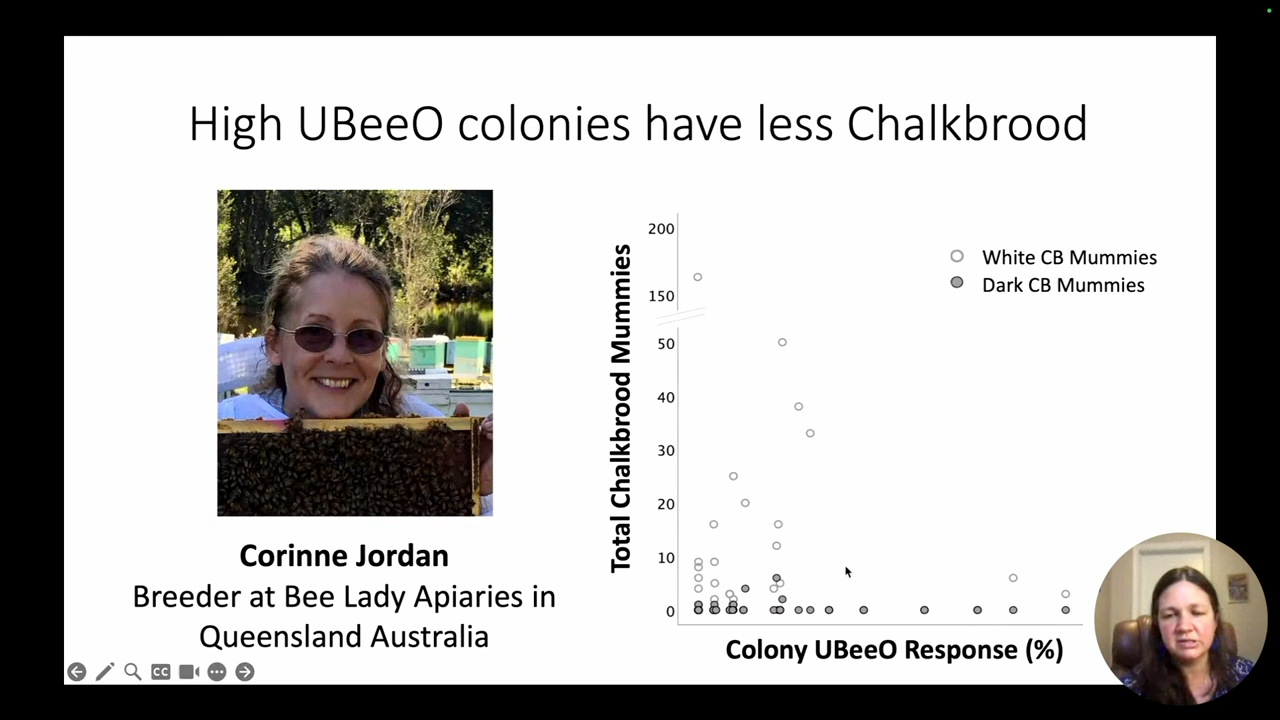 High UBeeO colonies have less Chalkbrood
Corinne Jordan
Breeder at Bee Lady Apiaries in
Queensland Australia
Total Chalkbrood Mummies
200
150
50
40
30
20
10
0
White CB Mummies
Dark CB Mummies
Colony UBeeO Response (%)
CC